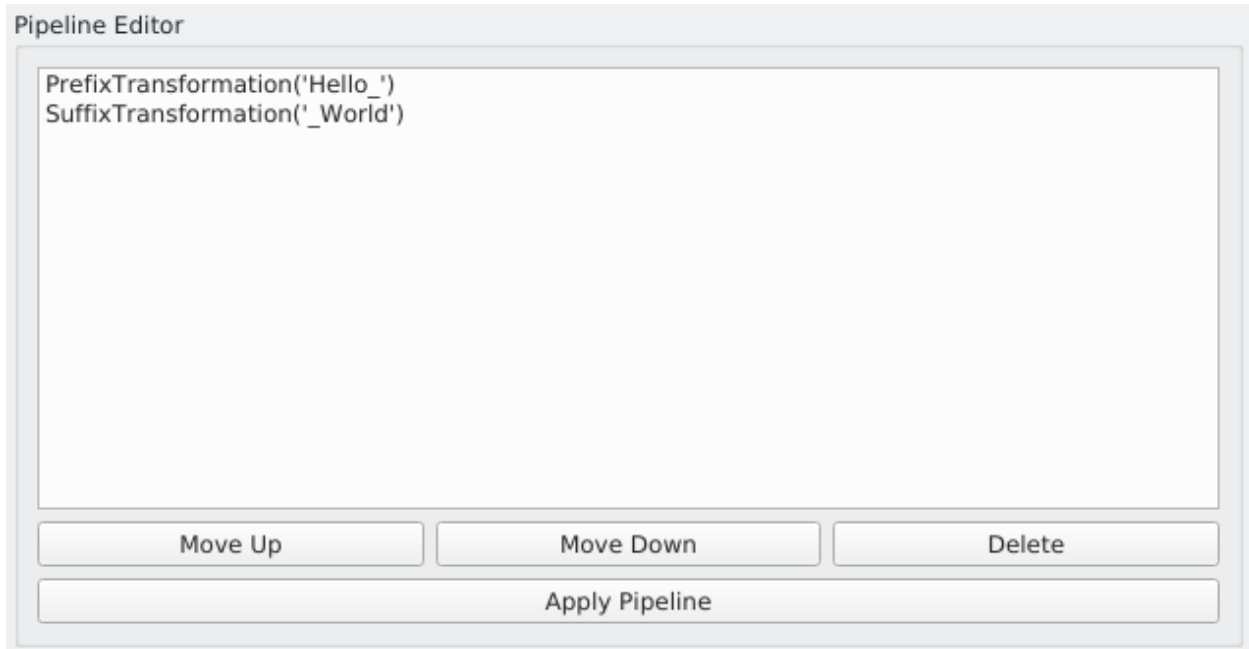 Pipeline Editor
PrefixTransformation('Hello_')
SuffixTransformation('_World')
Move Up
Move Down
Delete
Apply Pipeline